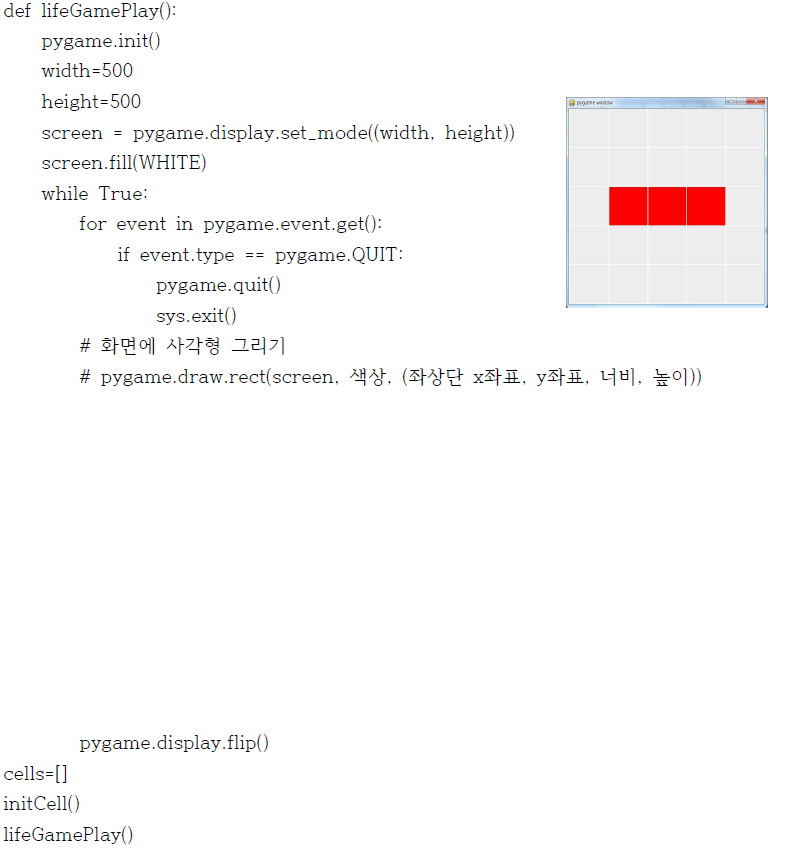 def lifeGamePlay():
    pygame.init()
    width=500
    height=500
    screen = pygame.display.set_mode((width, height))
    screen.fill(WHITE)
    while True:
        for event in pygame.event.get():
            if event.type == pygame.QUIT:
                pygame.quit()
                sys.exit()
        # 화면에 사각형 그리기
        # pygame.draw.rect(screen, 색상, (좌상단 x좌표, y좌표, 너비, 높이))
pygame window
        pygame.display.flip()
cells=[]
initCell()
lifeGamePlay()